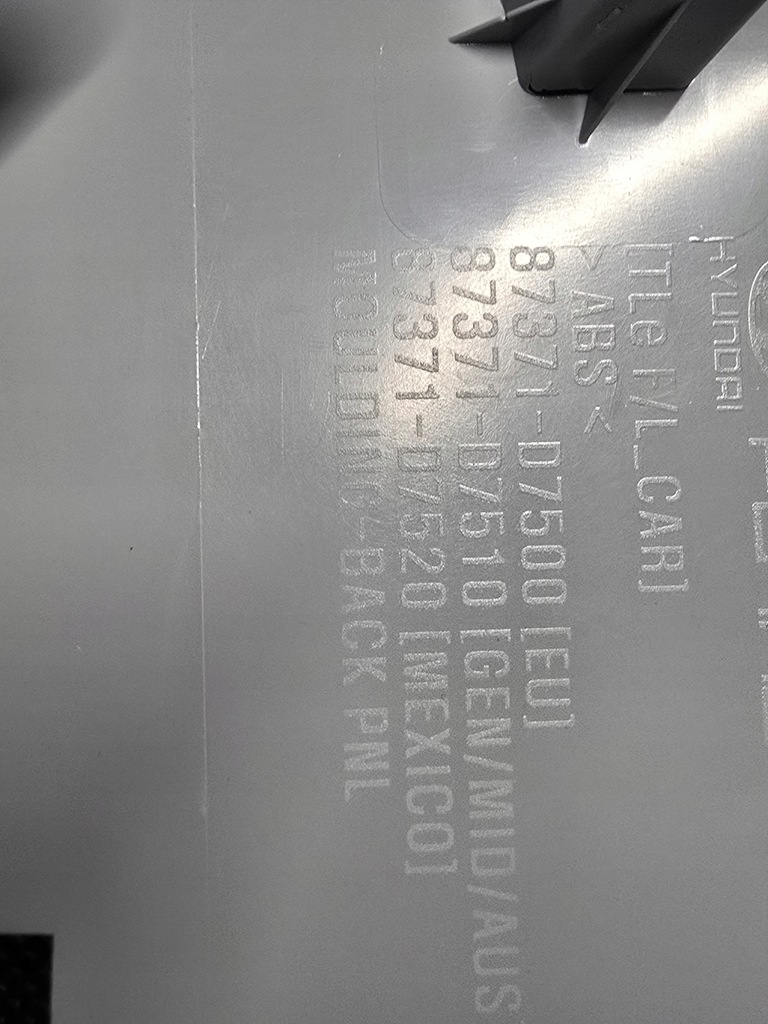 HYUNDAI
[TLe F/L_CAR]
> ABS <
87371-D7500 [EU]
87371-D7510 [GEN/MID/AUS
87371-D7520 [MEXICO]
MOULDING-BACK PNL